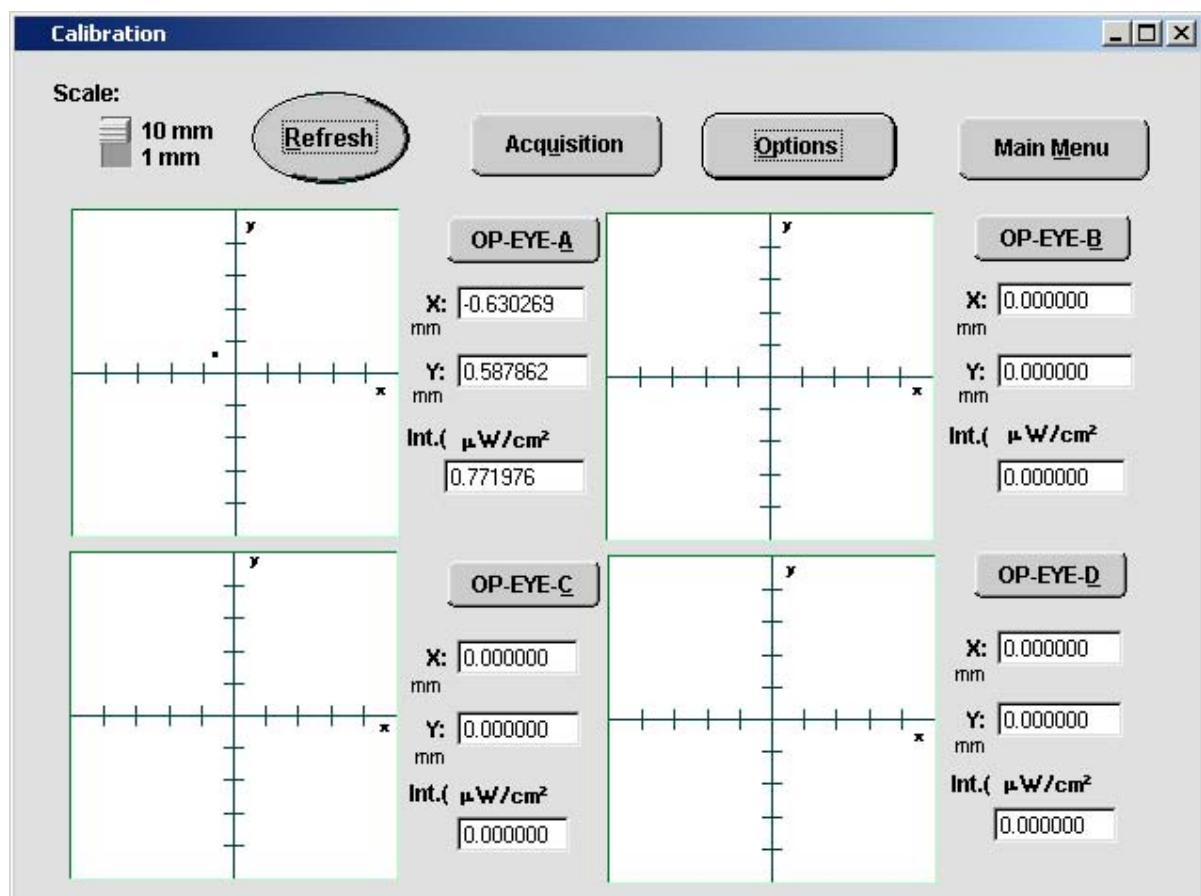 Calibration
Scale:
10 mm
1 mm
Refresh
Acquisition
Options
Main Menu
y
x
OP-EYE-A
X: -0.630269
mm
Y: 0.587862
mm
Int.( µW/cm²
0.771976
y
x
OP-EYE-B
X: 0.000000
mm
Y: 0.000000
mm
Int.( µW/cm²
0.000000
y
x
OP-EYE-C
X: 0.000000
mm
Y: 0.000000
mm
Int.( µW/cm²
0.000000
y
x
OP-EYE-D
X: 0.000000
mm
Y: 0.000000
mm
Int.( µW/cm²
0.000000